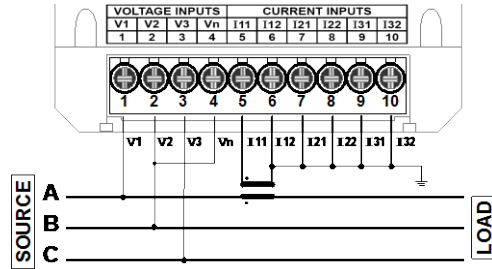 VOLTAGE INPUTS CURRENT INPUTS
V1 V2 V3 Vn I11 I12 I21 I22 I31 I32
1 2 3 4 5 6 7 8 9 10
1 2 3 4 5 6 7 8 9 10
V1 V2 V3 Vn I11 I12 I21 I22 I31 I32
SOURCE
A
B
C
LOAD